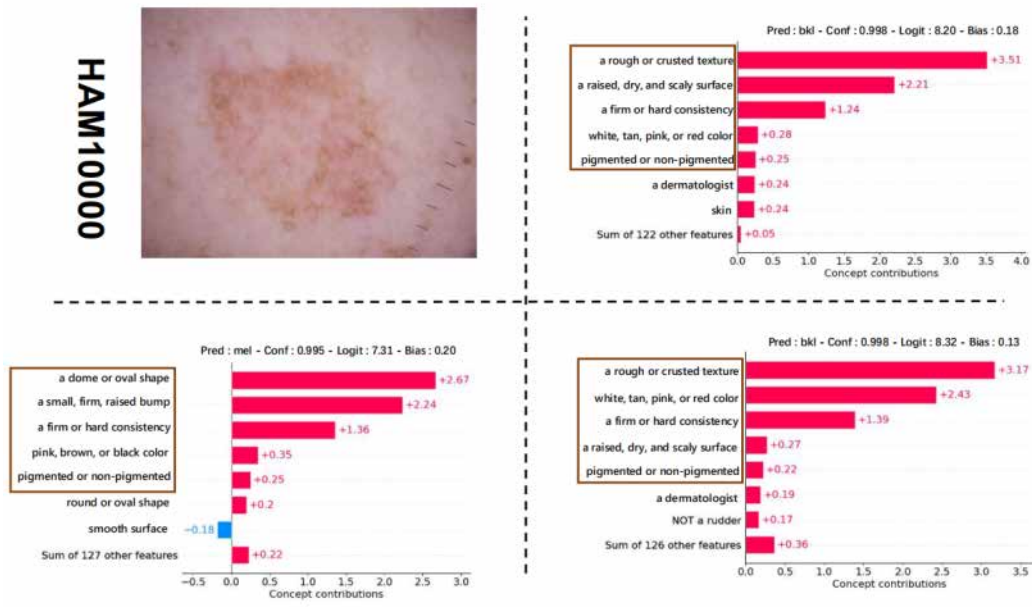 HAM10000
Pred : bkl - Conf : 0.998 - Logit : 8.20 - Bias : 0.18
a rough or crusted texture
+3.51
a raised, dry, and scaly surface
+2.21
a firm or hard consistency
+1.24
white, tan, pink, or red color
+0.28
pigmented or non-pigmented
+0.25
a dermatologist
+0.24
skin
+0.24
Sum of 122 other features
+0.05
0.0 0.5 1.0 1.5 2.0 2.5 3.0 3.5 4.0
Concept contributions
Pred : mel - Conf : 0.995 - Logit : 7.31 - Bias : 0.20
a dome or oval shape
+2.67
a small, firm, raised bump
+2.24
a firm or hard consistency
+1.36
pink, brown, or black color
+0.35
pigmented or non-pigmented
+0.25
round or oval shape
+0.2
smooth surface
−0.18
Sum of 127 other features
+0.22
−0.5 0.0 0.5 1.0 1.5 2.0 2.5 3.0
Concept contributions
Pred : bkl - Conf : 0.998 - Logit : 8.32 - Bias : 0.13
a rough or crusted texture
+3.17
white, tan, pink, or red color
+2.43
a firm or hard consistency
+1.39
a raised, dry, and scaly surface
+0.27
pigmented or non-pigmented
+0.22
a dermatologist
+0.19
NOT a rudder
+0.17
Sum of 126 other features
+0.36
0.0 0.5 1.0 1.5 2.0 2.5 3.0 3.5
Concept contributions